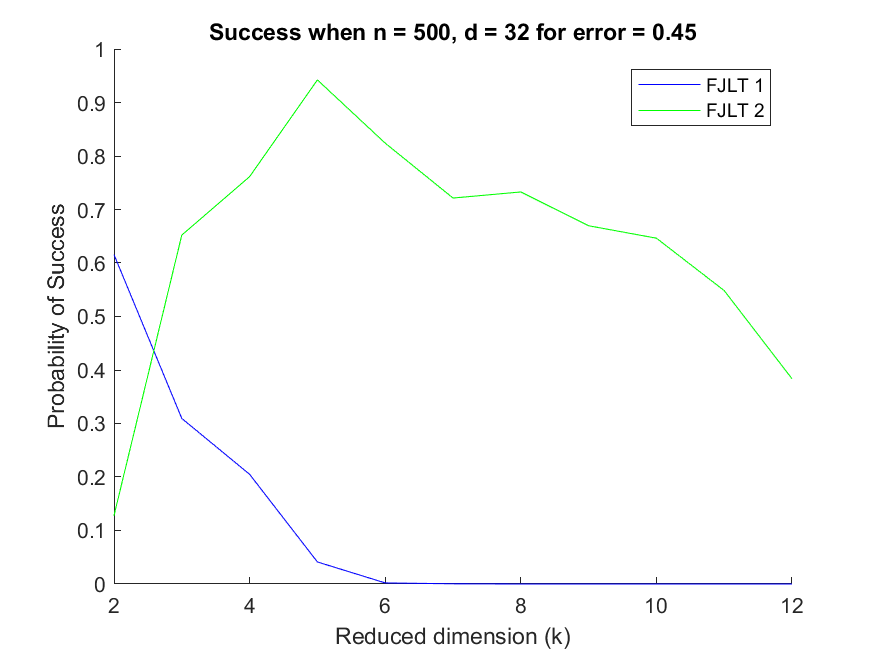 Success when n = 500, d = 32 for error = 0.45
FJLT 1
FJLT 2
Probability of Success
1
0.9
0.8
0.7
0.6
0.5
0.4
0.3
0.2
0.1
0
2 4 6 8 10 12
Reduced dimension (k)